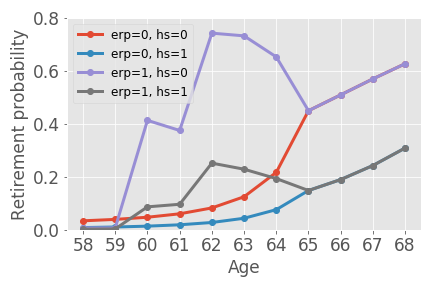 Retirement probability
0.8
0.6
0.4
0.2
0.0
erp=0, hs=0
erp=0, hs=1
erp=1, hs=0
erp=1, hs=1
58 59 60 61 62 63 64 65 66 67 68
Age